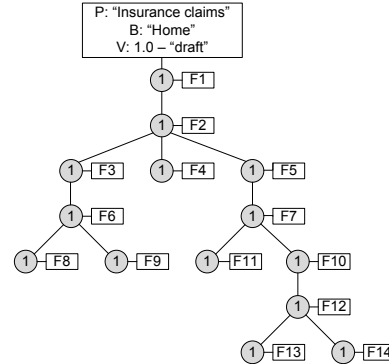 P: “Insurance claims”
B: “Home”
V: 1.0 – “draft”
1 F1
1 F2
1 F3 1 F4 1 F5
1 F6 1 F7
1 F8 1 F9 1 F11 1 F10
1 F12
1 F13 1 F14